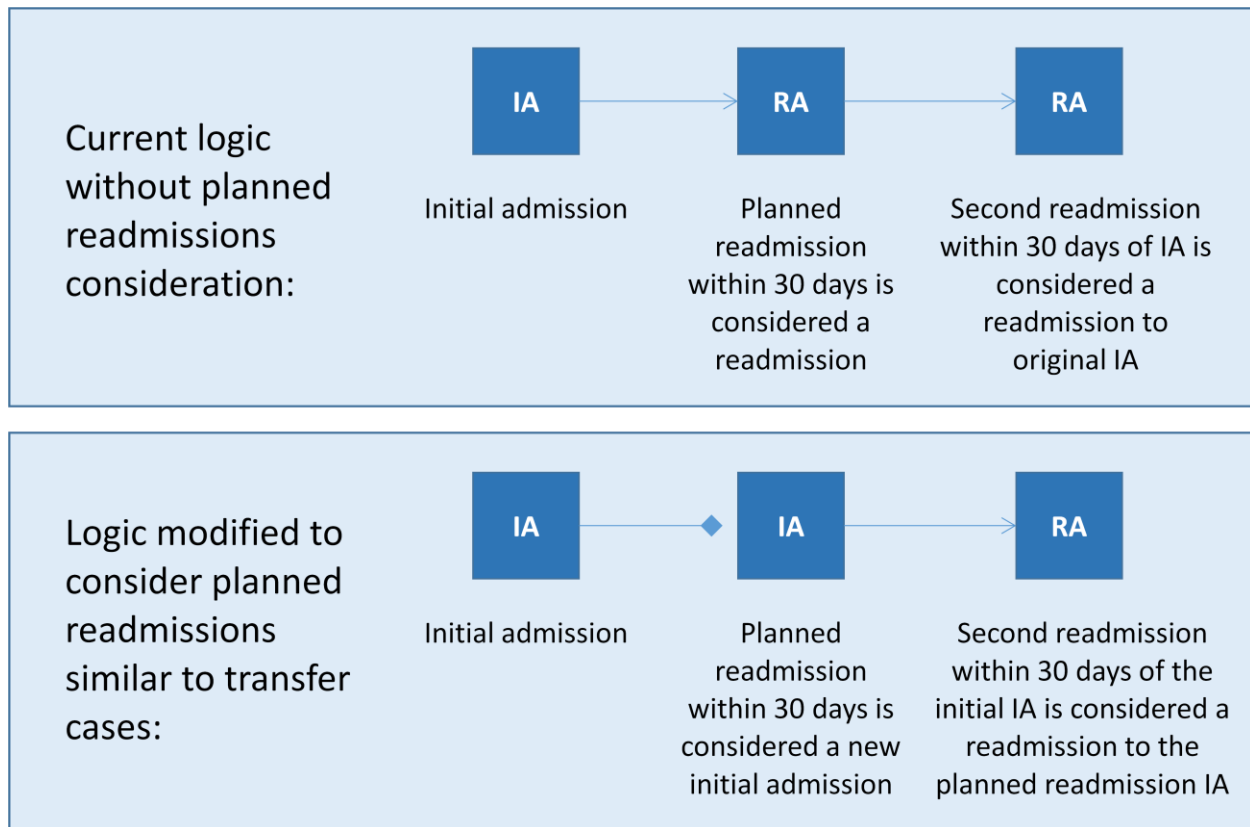 Current logic
without planned
readmissions
consideration:
IA
RA
RA
Initial admission
Planned
readmission
within 30 days is
considered a
readmission
Second readmission
within 30 days of IA is
considered a
readmission to
original IA
Logic modified to
consider planned
readmissions
similar to transfer
cases:
IA
IA
RA
Initial admission
Planned
readmission
within 30 days is
considered a new
initial admission
Second readmission
within 30 days of the
initial IA is considered a
readmission to the
planned readmission IA